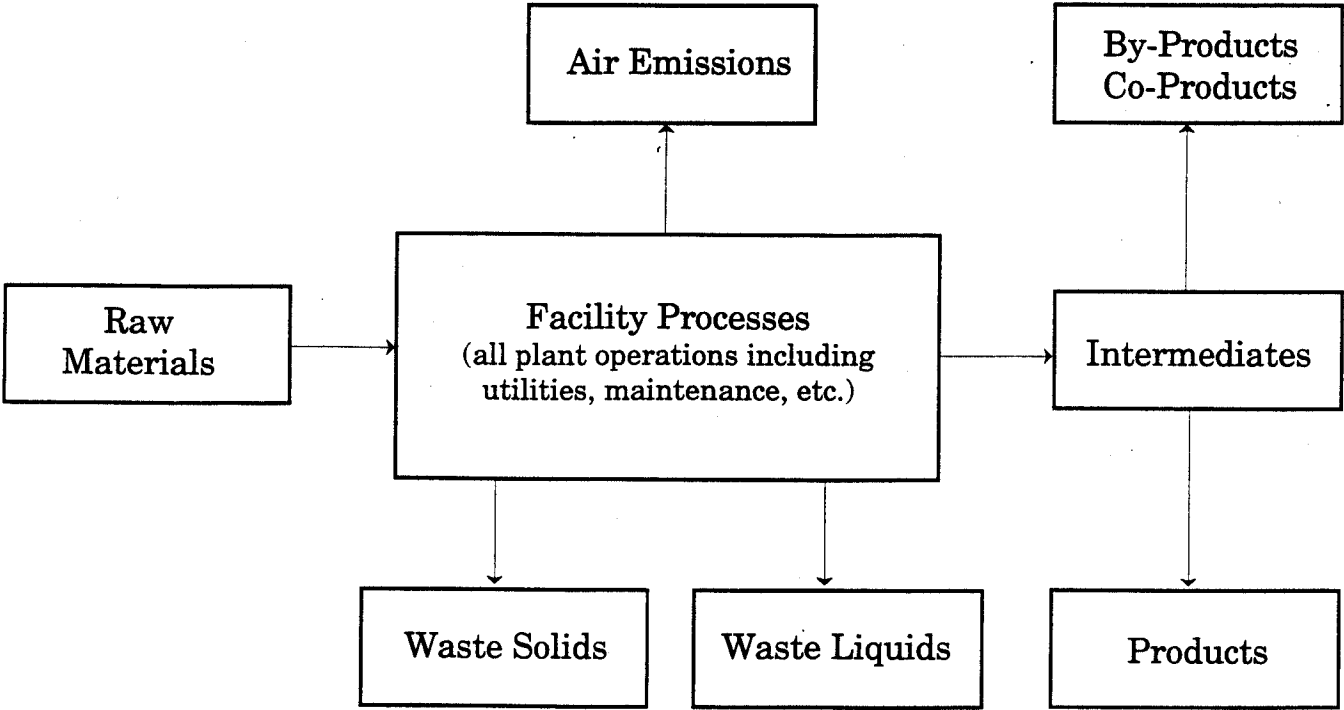 Air Emissions
By-Products
Co-Products
Raw
Materials
Facility Processes
(all plant operations including
utilities, maintenance, etc.)
Intermediates
Waste Solids
Waste Liquids
Products